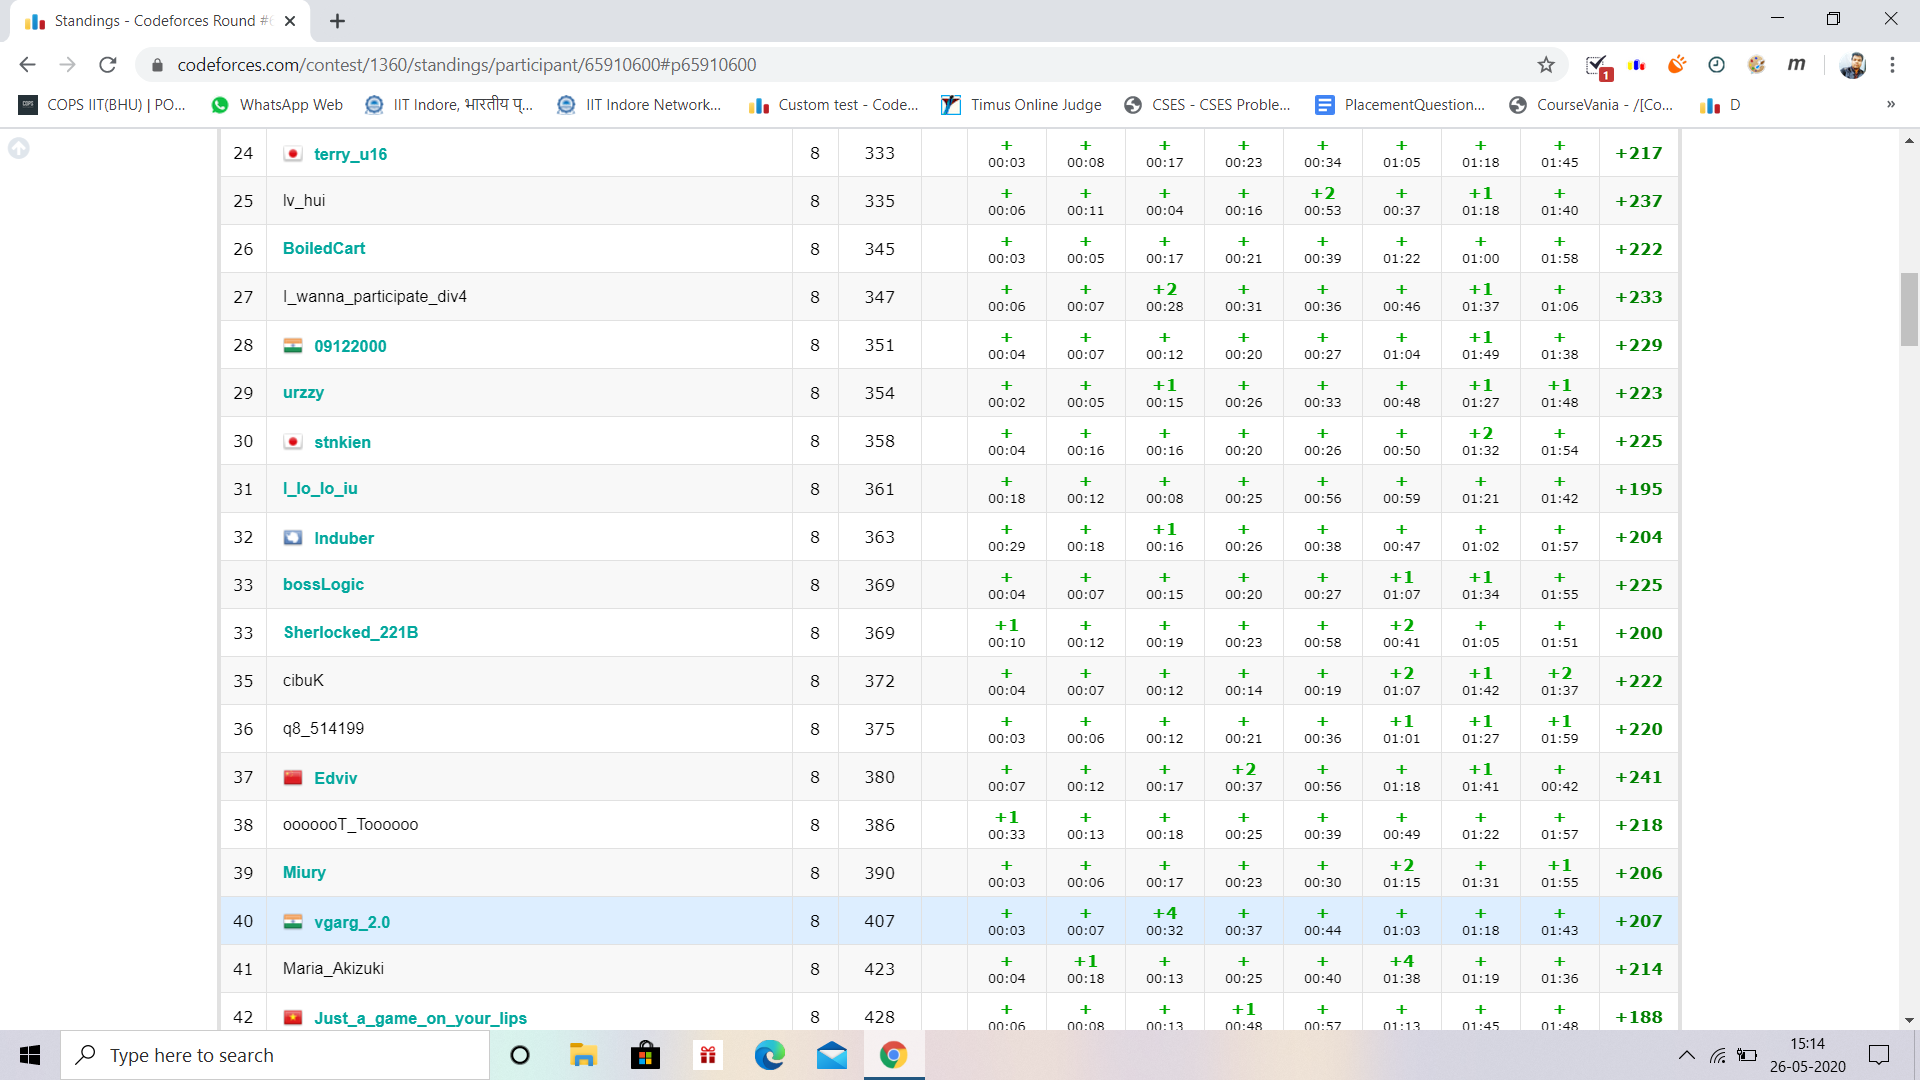 Standings - Codeforces Round #6
codeforces.com/contest/1360/standings/participant/65910600#p65910600
1
m
COPS IIT(BHU) | PO... WhatsApp Web IIT Indore, भारतीय प्... IIT Indore Network... Custom test - Code... Timus Online Judge CSES - CSES Proble... PlacementQuestion... CourseVania - /[Co... D »
24 terry_u16 8 333 + + + + + + + + +217
00:03 00:08 00:17 00:23 00:34 01:05 01:18 01:45
25 lv_hui 8 335 + + + + +2 + +1 + +237
00:06 00:11 00:04 00:16 00:53 00:37 01:18 01:40
26 BoiledCart 8 345 + + + + + + + + +222
00:03 00:05 00:17 00:21 00:39 01:22 01:00 01:58
27 I_wanna_participate_div4 8 347 + + +2 + + + +1 + +233
00:06 00:07 00:28 00:31 00:36 00:46 01:37 01:06
28 09122000 8 351 + + + + + + +1 + +229
00:04 00:07 00:12 00:20 00:27 01:04 01:49 01:38
29 urzzy 8 354 + + +1 + + + +1 +1 +223
00:02 00:05 00:15 00:26 00:33 00:48 01:27 01:48
30 stnkien 8 358 + + + + + + +2 + +225
00:04 00:16 00:16 00:20 00:26 00:50 01:32 01:54
31 l_lo_lo_iu 8 361 + + + + + + + + +195
00:18 00:12 00:08 00:25 00:56 00:59 01:21 01:42
32 Induber 8 363 + + +1 + + + + + +204
00:29 00:18 00:16 00:26 00:38 00:47 01:02 01:57
33 bossLogic 8 369 + + + + + +1 +1 + +225
00:04 00:07 00:15 00:20 00:27 01:07 01:34 01:55
33 Sherlocked_221B 8 369 +1 + + + + +2 + + +200
00:10 00:12 00:19 00:23 00:58 00:41 01:05 01:51
35 cibuK 8 372 + + + + + +2 +1 +2 +222
00:04 00:07 00:12 00:14 00:19 01:07 01:42 01:37
36 q8_514199 8 375 + + + + + +1 +1 +1 +220
00:03 00:06 00:12 00:21 00:36 01:01 01:27 01:59
37 Edviv 8 380 + + + +2 + + +1 + +241
00:07 00:12 00:17 00:37 00:56 01:18 01:41 00:42
38 ooooooT_Toooooo 8 386 +1 + + + + + + + +218
00:33 00:13 00:18 00:25 00:39 00:49 01:22 01:57
39 Miury 8 390 + + + + + +2 + +1 +206
00:03 00:06 00:17 00:23 00:30 01:15 01:31 01:55
40 vgarg_2.0 8 407 + + +4 + + + + + +207
00:03 00:07 00:32 00:37 00:44 01:03 01:18 01:43
41 Maria_Akizuki 8 423 + +1 + + + +4 + + +214
00:04 00:18 00:13 00:25 00:40 01:38 01:19 01:36
42 Just_a_game_on_your_lips 8 428 + + + +1 + + + + +188
00:06 00:08 00:13 00:48 00:57 01:13 01:45 01:48
Type here to search
15:14
26-05-2020